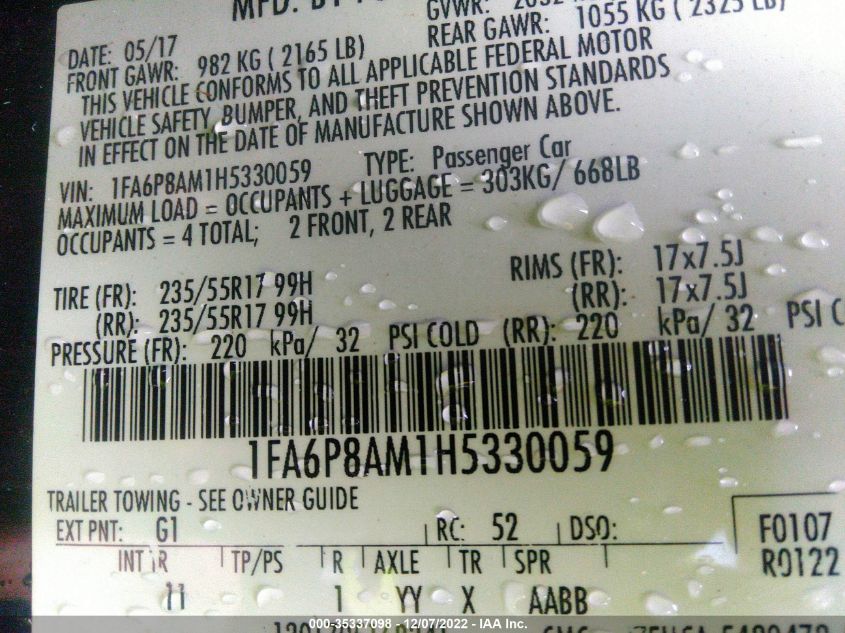 MFD. BY
GVWR:
DATE: 05/17
FRONT GAWR: 982 KG ( 2165 LB)
REAR GAWR: 1055 KG ( 2325 LB)
THIS VEHICLE CONFORMS TO ALL APPLICABLE FEDERAL MOTOR
VEHICLE SAFETY, BUMPER, AND THEFT PREVENTION STANDARDS
IN EFFECT ON THE DATE OF MANUFACTURE SHOWN ABOVE.
VIN: 1FA6P8AM1H5330059 TYPE: Passenger Car
MAXIMUM LOAD = OCCUPANTS + LUGGAGE = 303KG/ 668LB
OCCUPANTS = 4 TOTAL; 2 FRONT, 2 REAR
TIRE (FR): 235/55R17 99H RIMS (FR): 17x7.5J
(RR): 235/55R17 99H (RR): 17x7.5J
PRESSURE (FR): 220 kPa/ 32 PSI COLD (RR): 220 kPa/ 32 PSI C
1FA6P8AM1H5330059
TRAILER TOWING - SEE OWNER GUIDE
EXT PNT: G1 RC: 52 DSO: F0107
INT TR TP/PS R AXLE TR SPR R0122
11 1 YY X AABB
000-35337098 - 12/07/2022 - IAA Inc.